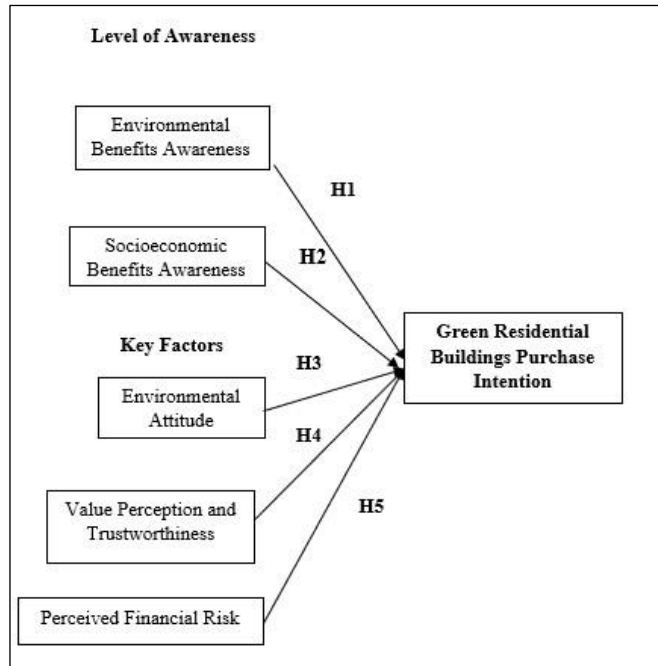 Level of Awareness
Environmental
Benefits Awareness
H1
Socioeconomic
Benefits Awareness
H2
Green Residential
Buildings Purchase
Intention
Key Factors
H3
Environmental
Attitude
H4
Value Perception and
Trustworthiness
H5
Perceived Financial Risk